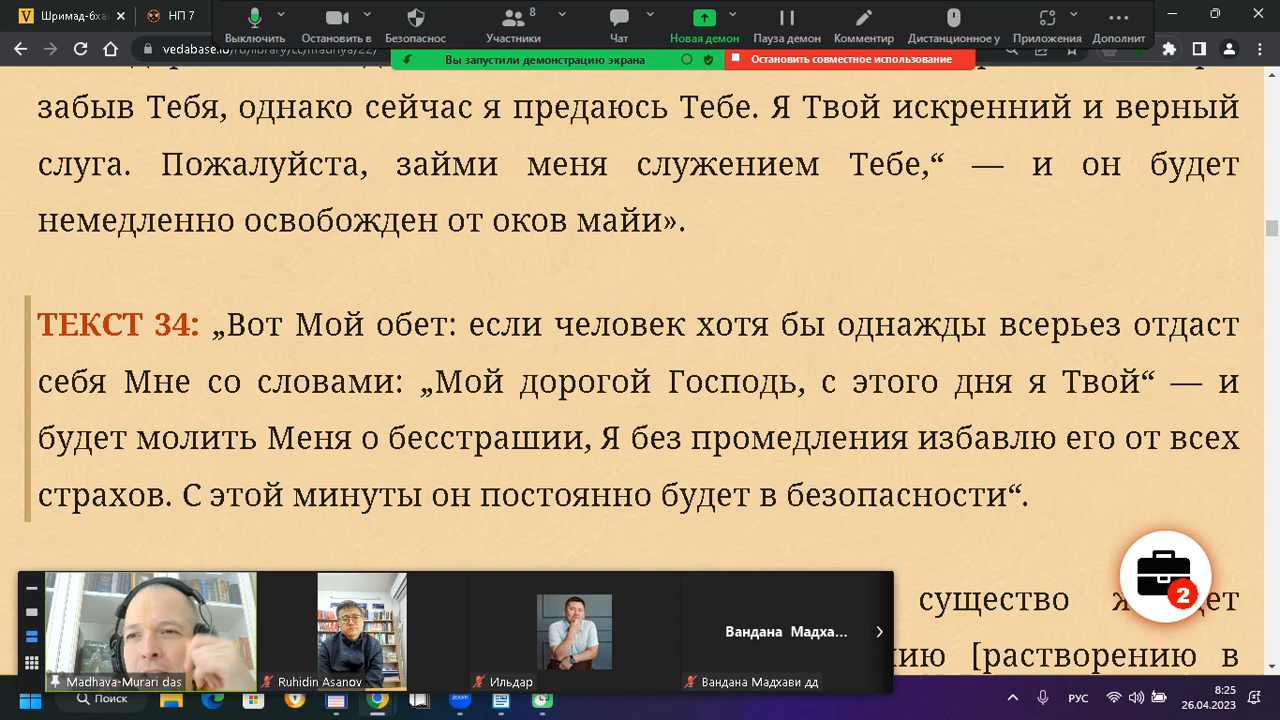 Шримад-бха
НП 7
8
Выключить
Остановить в
Безопаснос
Участники
Чат
Новая демон
Пауза демон
Комментир
Дистанционное у
Приложения
Дополнит
Вы запустили демонстрацию экрана
Остановить совместное использование
забыв Тебя, однако сейчас я предаюсь Тебе. Я Твой искренний и верный
слуга. Пожалуйста, займи меня служением Тебе,“ — и он будет
немедленно освобожден от оков майи».
ТЕКСТ 34: „Вот Мой обет: если человек хотя бы однажды всерьез отдаст
себя Мне со словами: „Мой дорогой Господь, с этого дня я Твой“ — и
будет молить Меня о бесстрашии, Я без промедления избавлю его от всех
страхов. С этой минуты он постоянно будет в безопасности“.
2
существо
[растворению в
Вандана Мадха...
Madhava-Murari das
Ruhidin Asanov
Ильдар
Вандана Мадхави дд
Поиск
zoom
РУС
8:25
26.04.2023